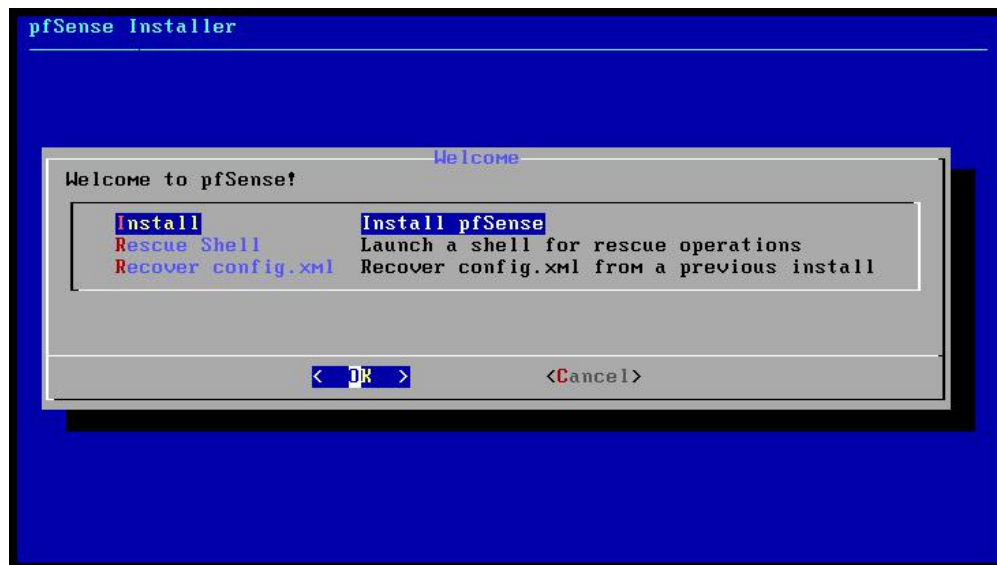 pfSense Installer
Welcome
Welcome to pfSense!
Install Install pfSense
Rescue Shell Launch a shell for rescue operations
Recover config.xml Recover config.xml from a previous install
< OK > <Cancel>